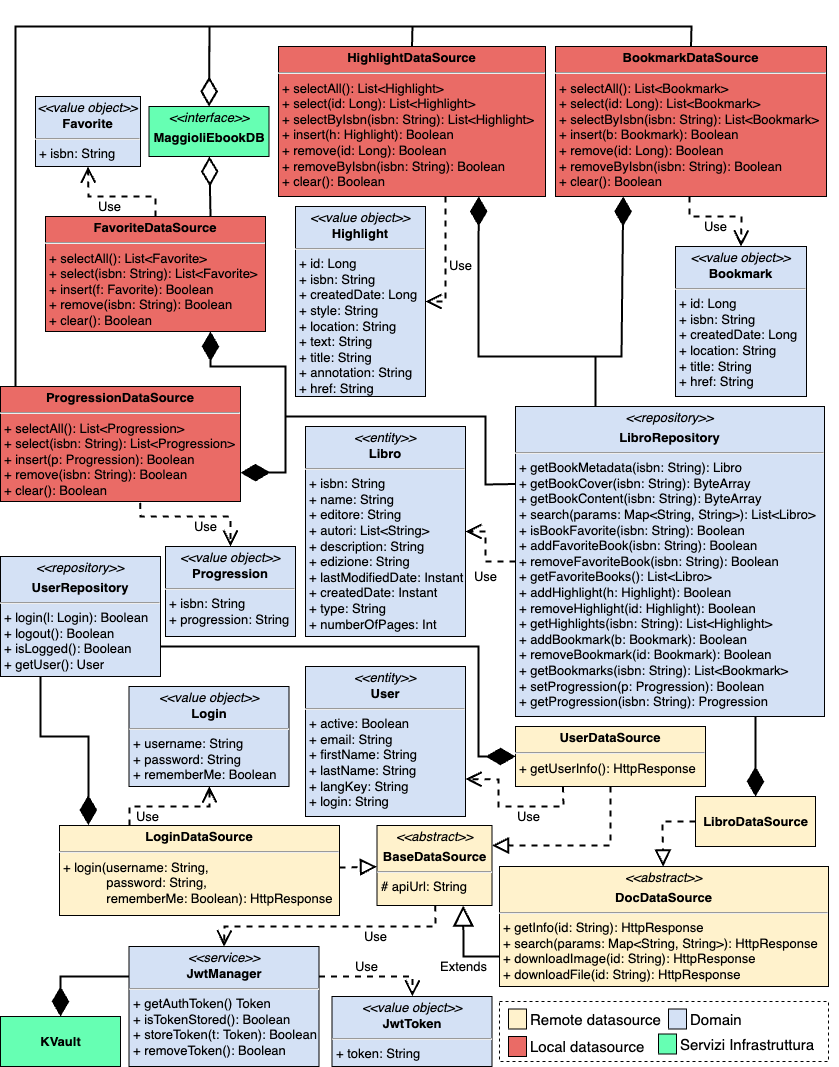 HighlightDataSource
+ selectAll(): List<Highlight>
+ select(id: Long): List<Highlight>
+ selectByIsbn(isbn: String): List<Highlight>
+ insert(h: Highlight): Boolean
+ remove(id: Long): Boolean
+ removeByIsbn(isbn: String): Boolean
+ clear(): Boolean
BookmarkDataSource
+ selectAll(): List<Bookmark>
+ select(id: Long): List<Bookmark>
+ selectByIsbn(isbn: String): List<Bookmark>
+ insert(b: Bookmark): Boolean
+ remove(id: Long): Boolean
+ removeByIsbn(isbn: String): Boolean
+ clear(): Boolean
<<value object>>
Favorite
+ isbn: String
<<interface>>
MaggioliEbookDB
Use
FavoriteDataSource
+ selectAll(): List<Favorite>
+ select(isbn: String): List<Favorite>
+ insert(f: Favorite): Boolean
+ remove(isbn: String): Boolean
+ clear(): Boolean
<<value object>>
Highlight
+ id: Long
+ isbn: String
+ createdDate: Long
+ style: String
+ location: String
+ text: String
+ title: String
+ annotation: String
+ href: String
Use
Use
<<value object>>
Bookmark
+ id: Long
+ isbn: String
+ createdDate: Long
+ location: String
+ title: String
+ href: String
ProgressionDataSource
+ selectAll(): List<Progression>
+ select(isbn: String): List<Progression>
+ insert(p: Progression): Boolean
+ remove(isbn: String): Boolean
+ clear(): Boolean
Use
<<value object>>
Progression
+ isbn: String
+ progression: String
<<entity>>
Libro
+ isbn: String
+ name: String
+ editore: String
+ autori: List<String>
+ description: String
+ edizione: String
+ lastModifiedDate: Instant
+ createdDate: Instant
+ type: String
+ numberOfPages: Int
Use
<<repository>>
LibroRepository
+ getBookMetadata(isbn: String): Libro
+ getBookCover(isbn: String): ByteArray
+ getBookContent(isbn: String): ByteArray
+ search(params: Map<String, String>): List<Libro>
+ isBookFavorite(isbn: String): Boolean
+ addFavoriteBook(isbn: String): Boolean
+ removeFavoriteBook(isbn: String): Boolean
+ getFavoriteBooks(): List<Libro>
+ addHighlight(h: Highlight): Boolean
+ removeHighlight(id: Highlight): Boolean
+ getHighlights(isbn: String): List<Highlight>
+ addBookmark(b: Bookmark): Boolean
+ removeBookmark(id: Bookmark): Boolean
+ getBookmarks(isbn: String): List<Bookmark>
+ setProgression(p: Progression): Boolean
+ getProgression(isbn: String): Progression
<<repository>>
UserRepository
+ login(l: Login): Boolean
+ logout(): Boolean
+ isLogged(): Boolean
+ getUser(): User
<<value object>>
Login
+ username: String
+ password: String
+ rememberMe: Boolean
Use
<<entity>>
User
+ active: Boolean
+ email: String
+ firstName: String
+ lastName: String
+ langKey: String
+ login: String
UserDataSource
+ getUserInfo(): HttpResponse
Use
LoginDataSource
+ login(username: String,
password: String,
rememberMe: Boolean): HttpResponse
<<abstract>>
BaseDataSource
# apiUrl: String
LibroDataSource
<<abstract>>
DocDataSource
+ getInfo(id: String): HttpResponse
+ search(params: Map<String, String>): HttpResponse
+ downloadImage(id: String): HttpResponse
+ downloadFile(id: String): HttpResponse
Use
Extends
<<service>>
JwtManager
+ getAuthToken() Token
+ isTokenStored(): Boolean
+ storeToken(t: Token): Boolean
+ removeToken(): Boolean
Use
KVault
<<value object>>
JwtToken
+ token: String
Remote datasource
Domain
Local datasource
Servizi Infrastruttura